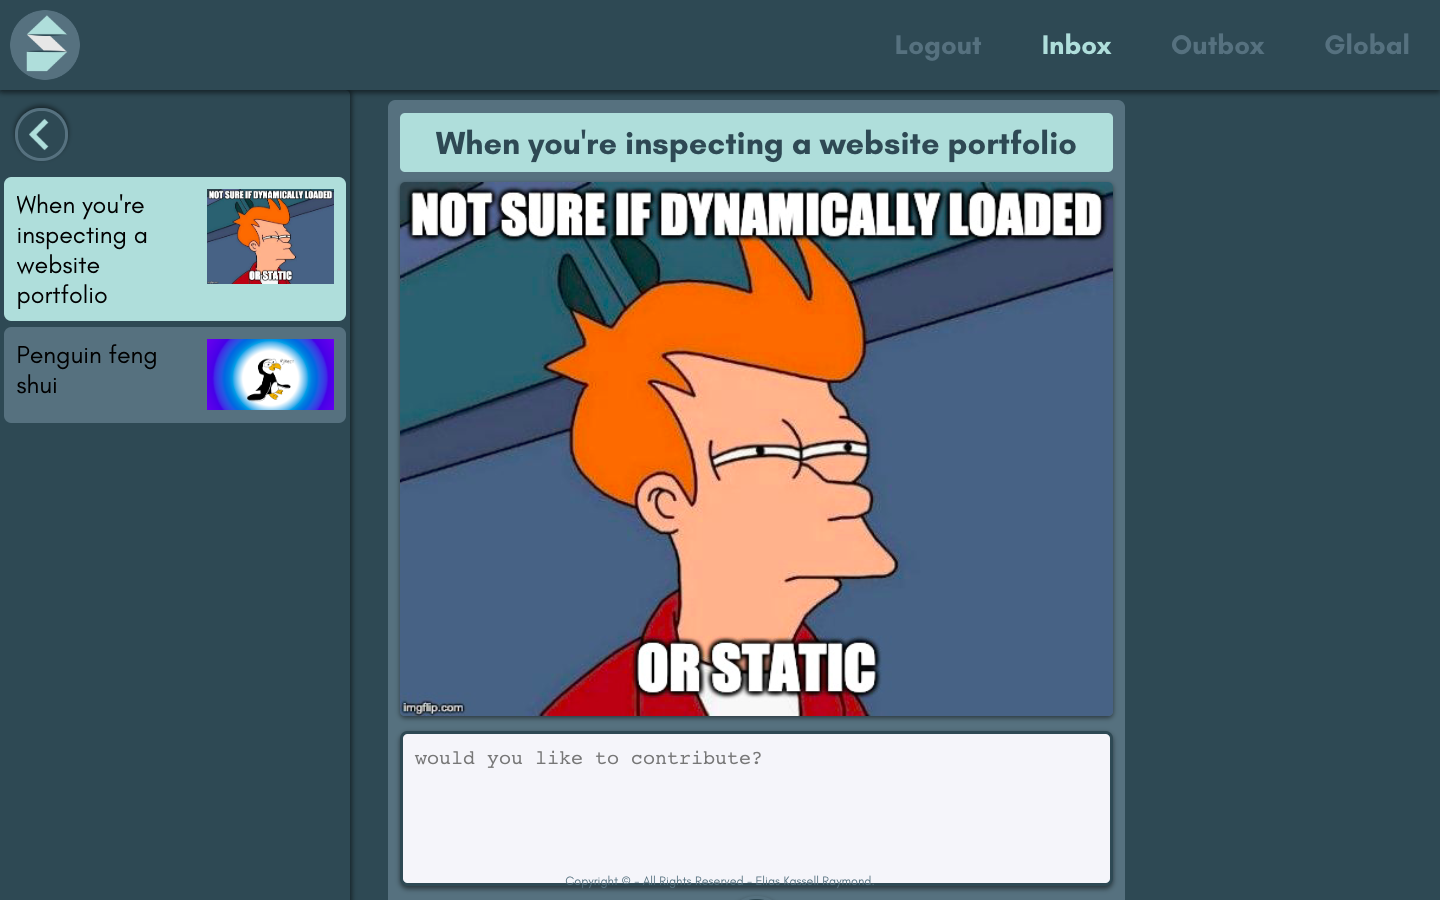 Logout Inbox Outbox Global
When you're
inspecting a
website
portfolio
NOT SURE IF DYNAMICALLY LOADED
OR STATIC
Penguin feng
shui
When you're inspecting a website portfolio
NOT SURE IF DYNAMICALLY LOADED
OR STATIC
imgflip.com
would you like to contribute?
Copyright © - All Rights Reserved - Elias Kassell Raymond.